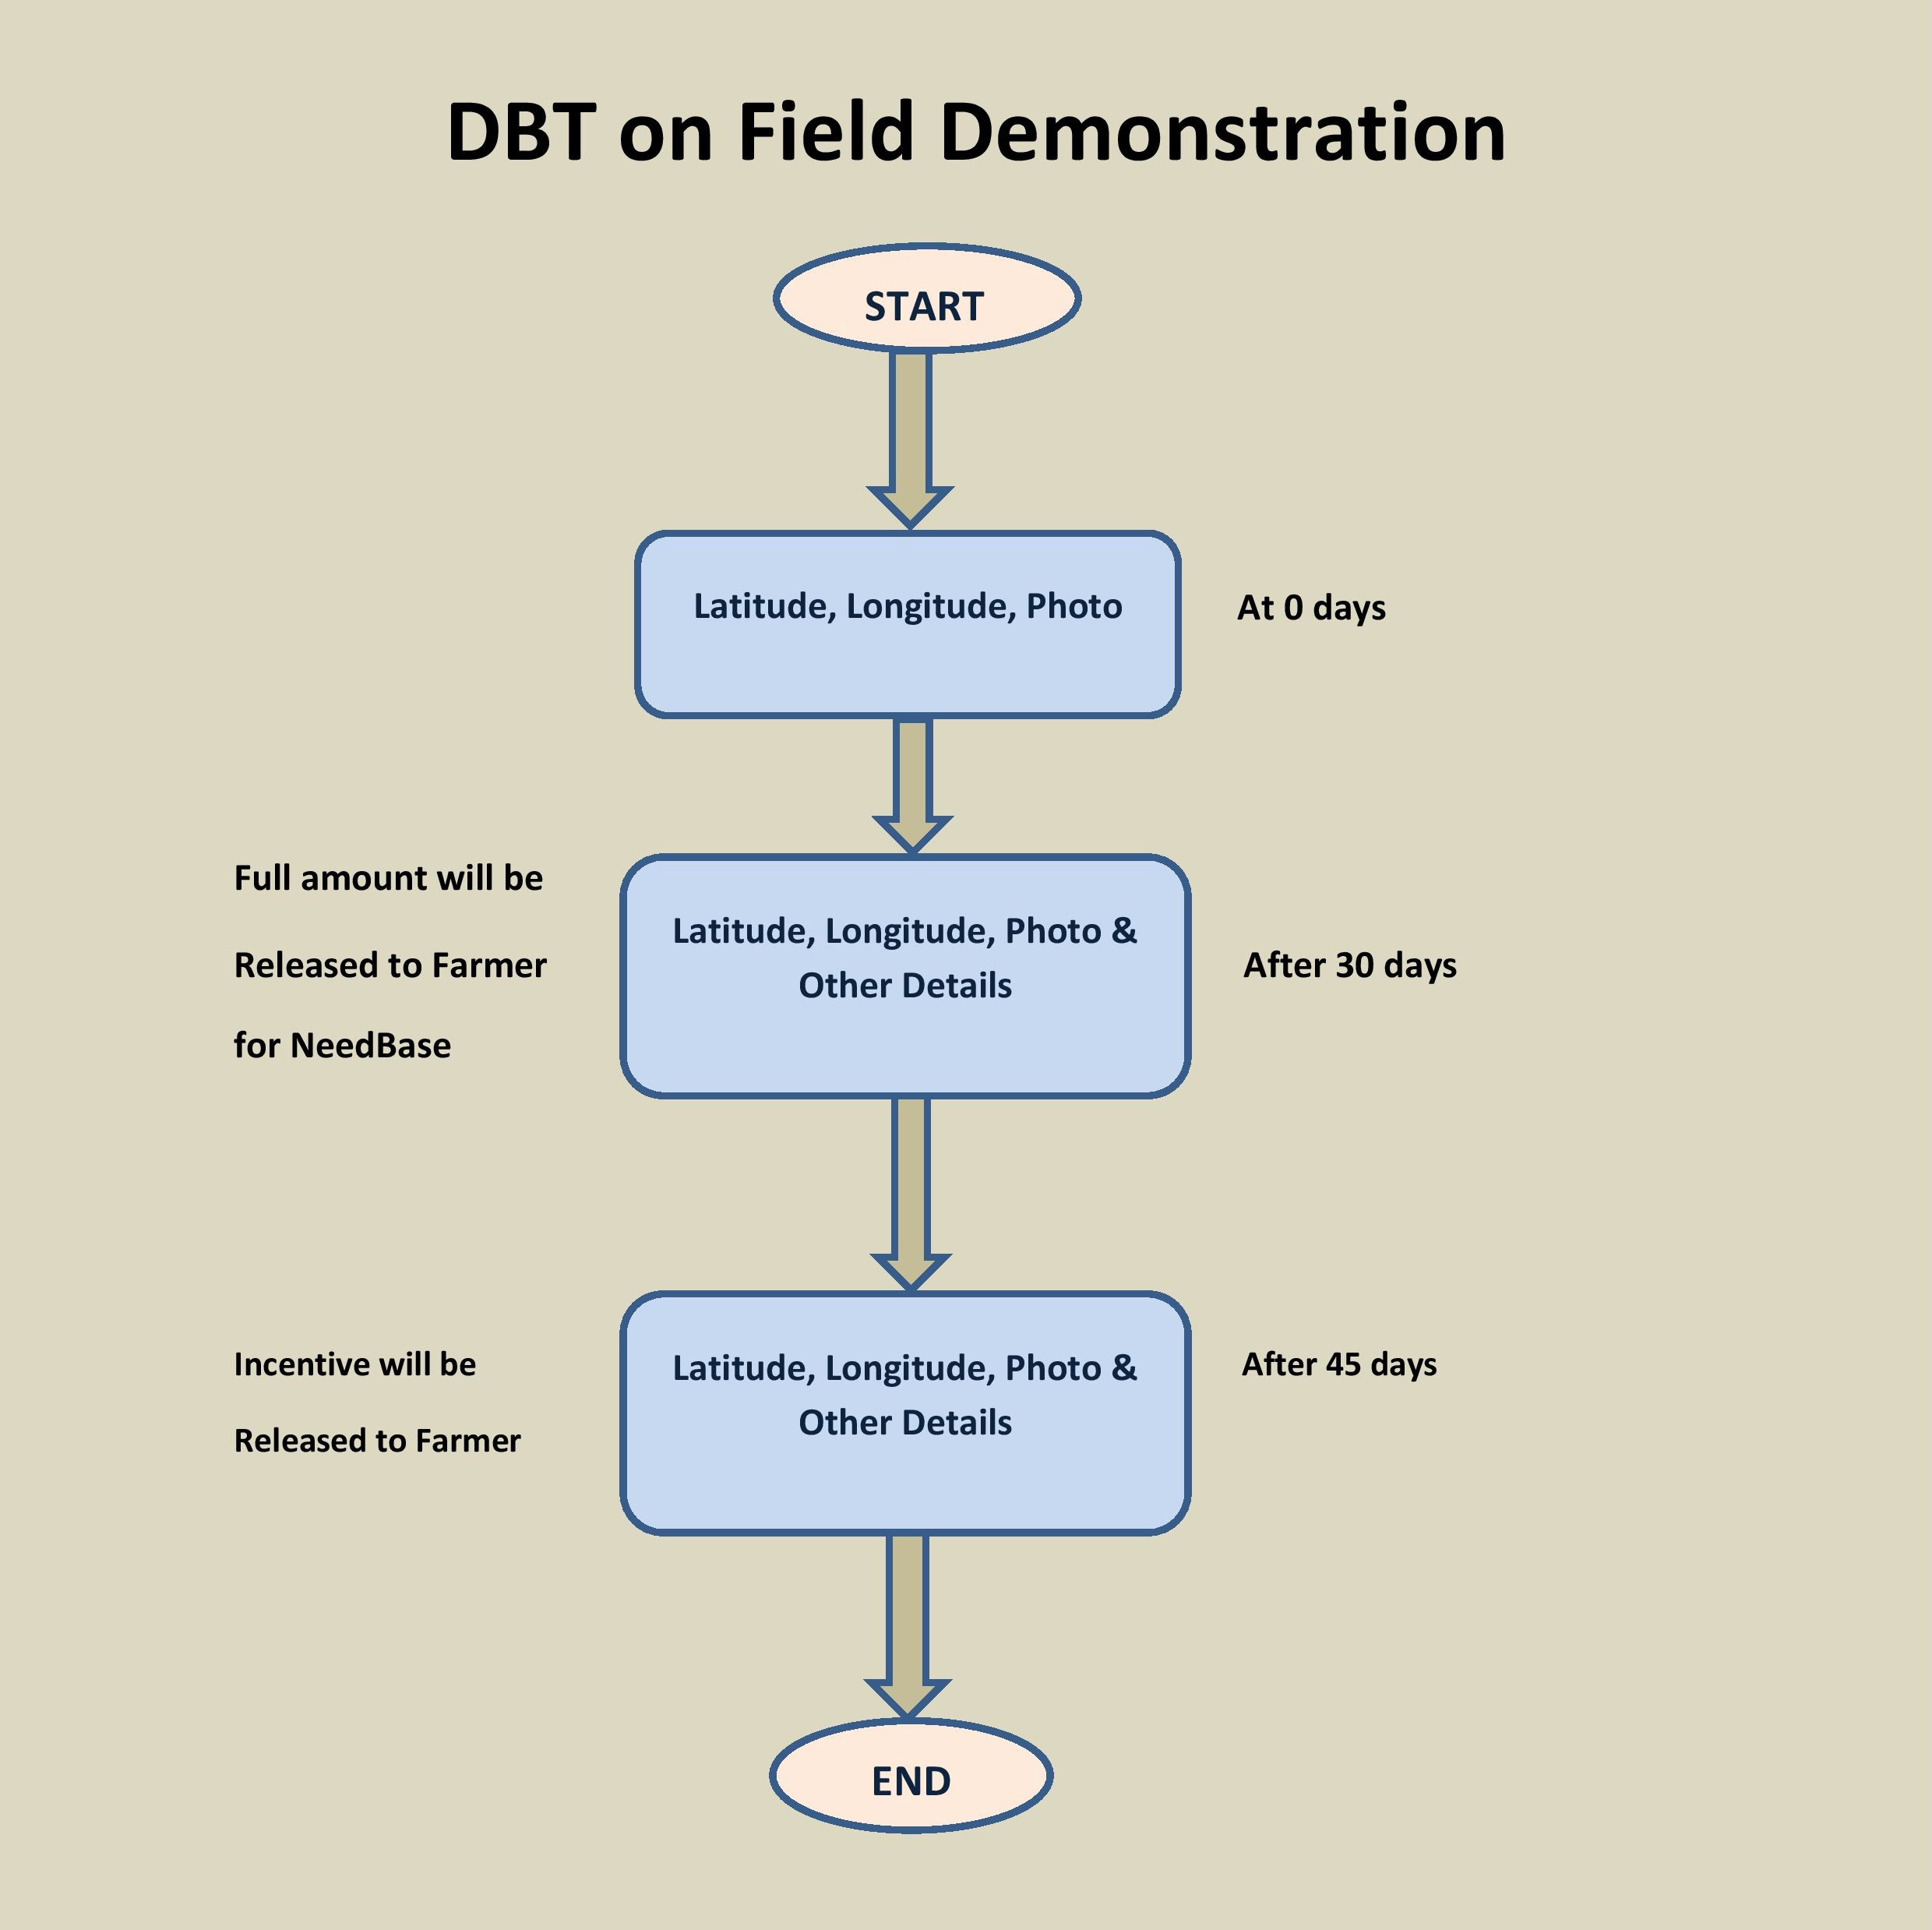 DBT on Field Demonstration
START
Latitude, Longitude, Photo
At 0 days
Full amount will be
Released to Farmer
for NeedBase
Latitude, Longitude, Photo &
Other Details
After 30 days
Incentive will be
Released to Farmer
Latitude, Longitude, Photo &
Other Details
After 45 days
END